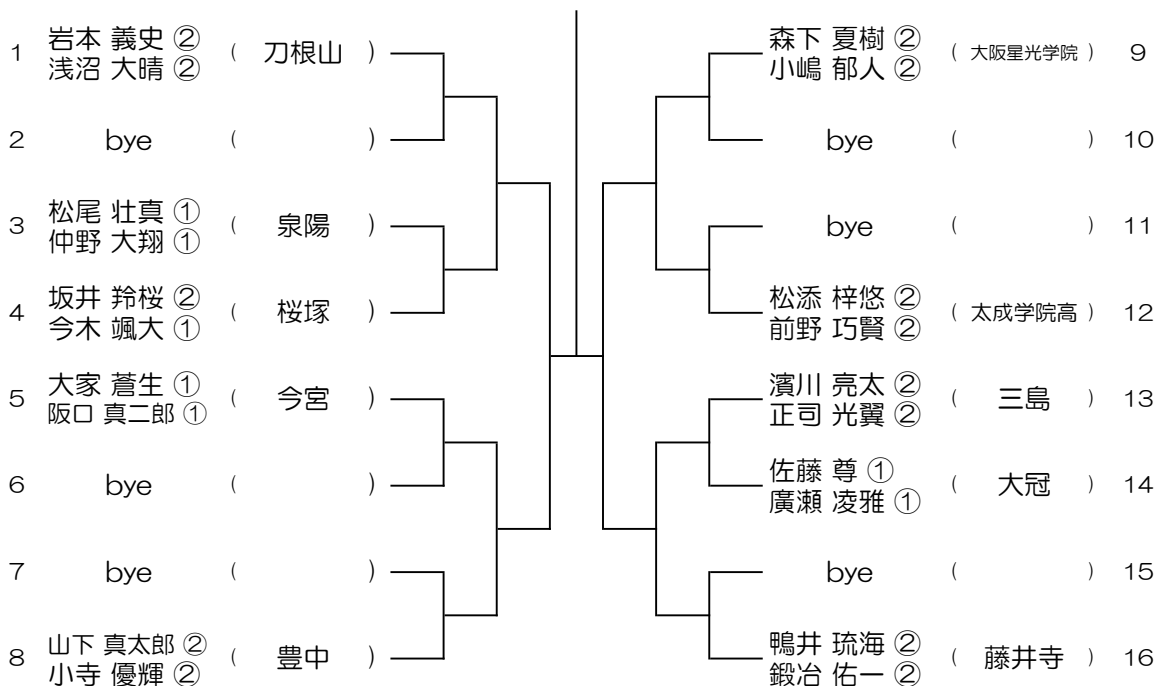 1 岩本 義史 ② ( 刀根山 )
浅沼 大晴 ②
2 bye ( )
3 松尾 壮真 ① ( 泉陽 )
仲野 大翔 ①
4 坂井 羚桜 ② ( 桜塚 )
今木 颯大 ①
5 大家 蒼生 ① ( 今宮 )
阪口 真二郎 ①
6 bye ( )
7 bye ( )
8 山下 真太郎 ② ( 豊中 )
小寺 優輝 ②
森下 夏樹 ② ( 大阪星光学院 ) 9
小嶋 郁人 ②
bye ( ) 10
bye ( ) 11
松添 梓悠 ② ( 太成学院高 ) 12
前野 巧賢 ②
濱川 亮太 ② ( 三島 ) 13
正司 光翼 ②
佐藤 尊 ① ( 大冠 ) 14
廣瀬 凌雅 ①
bye ( ) 15
鴨井 琉海 ② ( 藤井寺 ) 16
鍛冶 佑一 ②